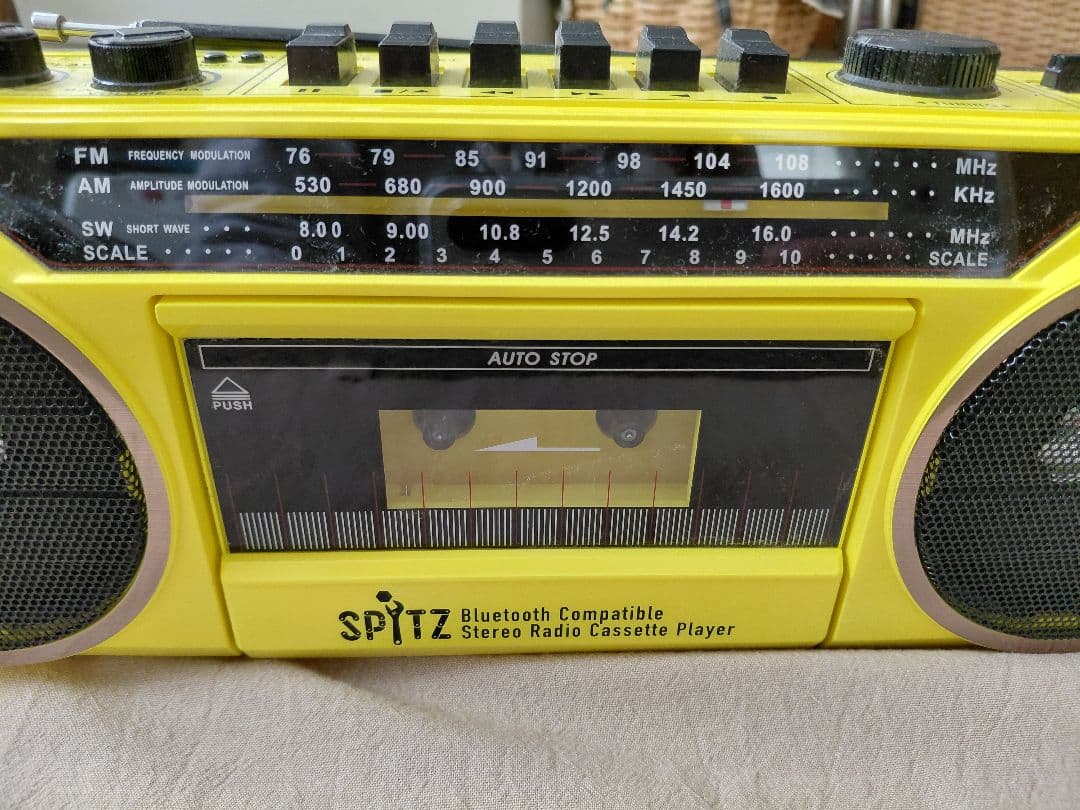 FM FREQUENCY MODULATION 76 79 85 91 98 104 108 MHz
AM AMPLITUDE MODULATION 530 680 900 1200 1450 1600 KHz
SW SHORT WAVE 8.00 9.00 10.8 12.5 14.2 16.0 MHz
SCALE 0 1 2 3 4 5 6 7 8 9 10 SCALE
AUTO STOP
PUSH
SPITZ Bluetooth Compatible
Stereo Radio Cassette Player